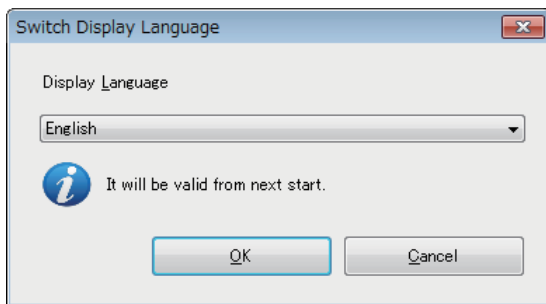 Switch Display Language
Display Language
English
It will be valid from next start.
OK
Cancel